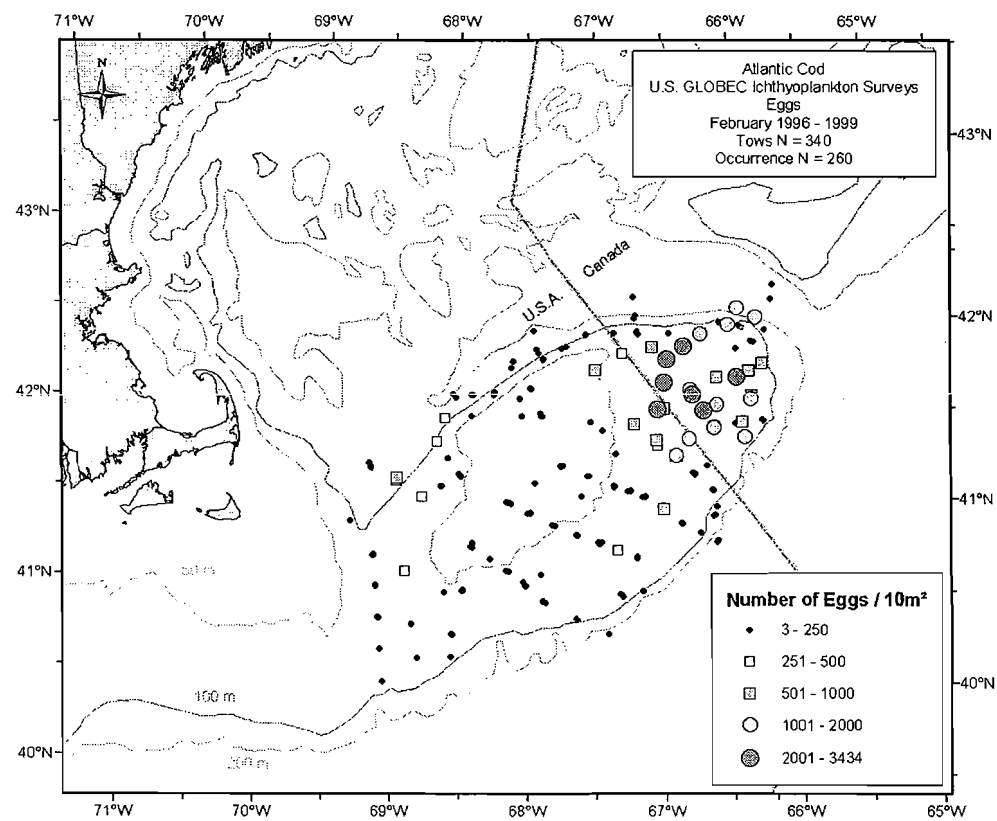 71°W 70°W 69°W 68°W 67°W 66°W 65°W
N
Atlantic Cod
U.S. GLOBEC Ichthyoplankton Surveys
Eggs
February 1996 - 1999
Tows N = 340
Occurrence N = 260
43°N
43°N
Canada
U.S.A.
42°N
42°N
41°N
41°N
50 m
Number of Eggs / 10m²
3 - 250
251 - 500
501 - 1000
1001 - 2000
2001 - 3434
40°N
100 m
40°N
200 m
71°W 70°W 69°W 68°W 67°W 66°W 65°W